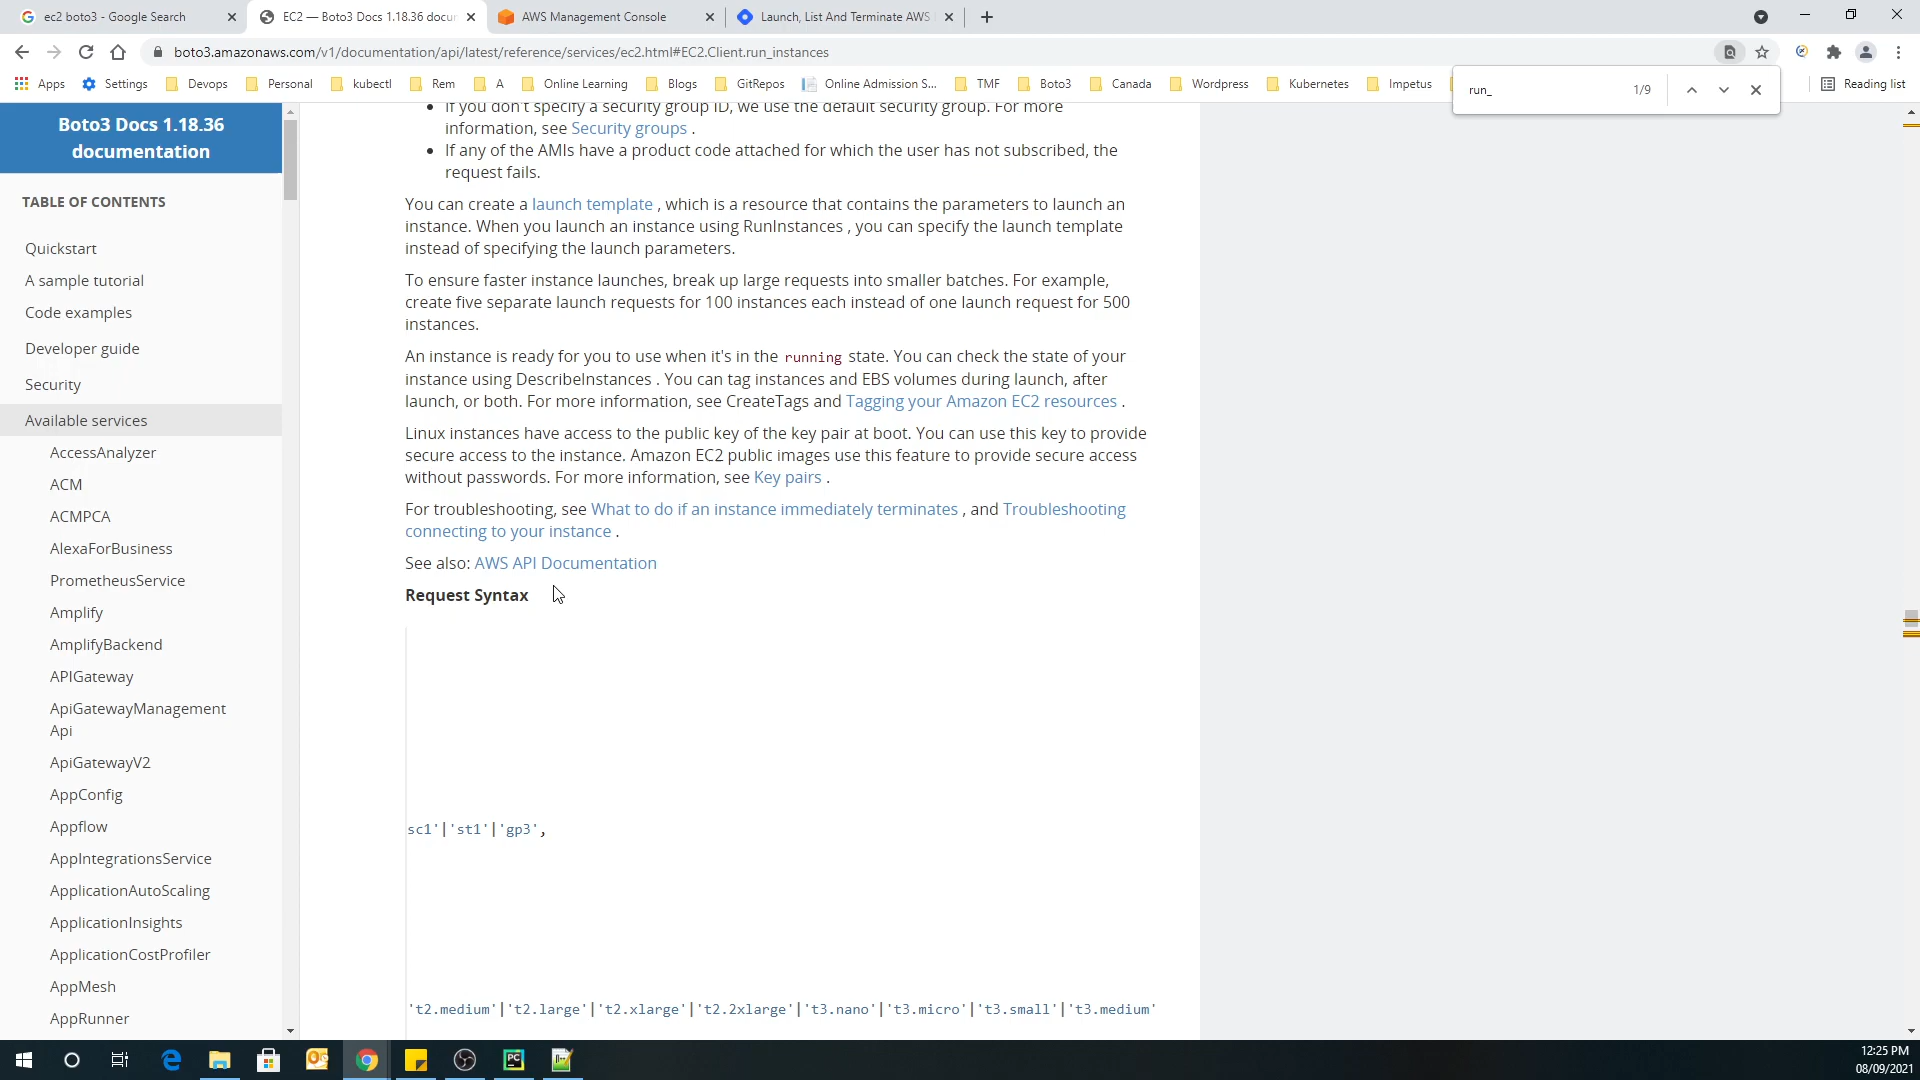 ec2 boto3 - Google Search
EC2 — Boto3 Docs 1.18.36 docu
AWS Management Console
Launch, List And Terminate AWS
boto3.amazonaws.com/v1/documentation/api/latest/reference/services/ec2.html#EC2.Client.run_instances
Apps Settings Devops Personal kubectl Rem A Online Learning Blogs GitRepos Online Admission S... TMF Boto3 Canada Wordpress Kubernetes Impetus Reading list
run_ 1/9
Boto3 Docs 1.18.36
documentation
TABLE OF CONTENTS
Quickstart
A sample tutorial
Code examples
Developer guide
Security
Available services
AccessAnalyzer
ACM
ACMPCA
AlexaForBusiness
PrometheusService
Amplify
AmplifyBackend
APIGateway
ApiGatewayManagement
Api
ApiGatewayV2
AppConfig
Appflow
AppIntegrationsService
ApplicationAutoScaling
ApplicationInsights
ApplicationCostProfiler
AppMesh
AppRunner
If you don't specify a security group ID, we use the default security group. For more
information, see Security groups .
If any of the AMIs have a product code attached for which the user has not subscribed, the
request fails.
You can create a launch template , which is a resource that contains the parameters to launch an
instance. When you launch an instance using RunInstances , you can specify the launch template
instead of specifying the launch parameters.
To ensure faster instance launches, break up large requests into smaller batches. For example,
create five separate launch requests for 100 instances each instead of one launch request for 500
instances.
An instance is ready for you to use when it's in the running state. You can check the state of your
instance using DescribeInstances . You can tag instances and EBS volumes during launch, after
launch, or both. For more information, see CreateTags and Tagging your Amazon EC2 resources .
Linux instances have access to the public key of the key pair at boot. You can use this key to provide
secure access to the instance. Amazon EC2 public images use this feature to provide secure access
without passwords. For more information, see Key pairs .
For troubleshooting, see What to do if an instance immediately terminates , and Troubleshooting
connecting to your instance .
See also: AWS API Documentation
Request Syntax
sc1'|'st1'|'gp3',
't2.medium'|'t2.large'|'t2.xlarge'|'t2.2xlarge'|'t3.nano'|'t3.micro'|'t3.small'|'t3.medium'
12:25 PM
08/09/2021